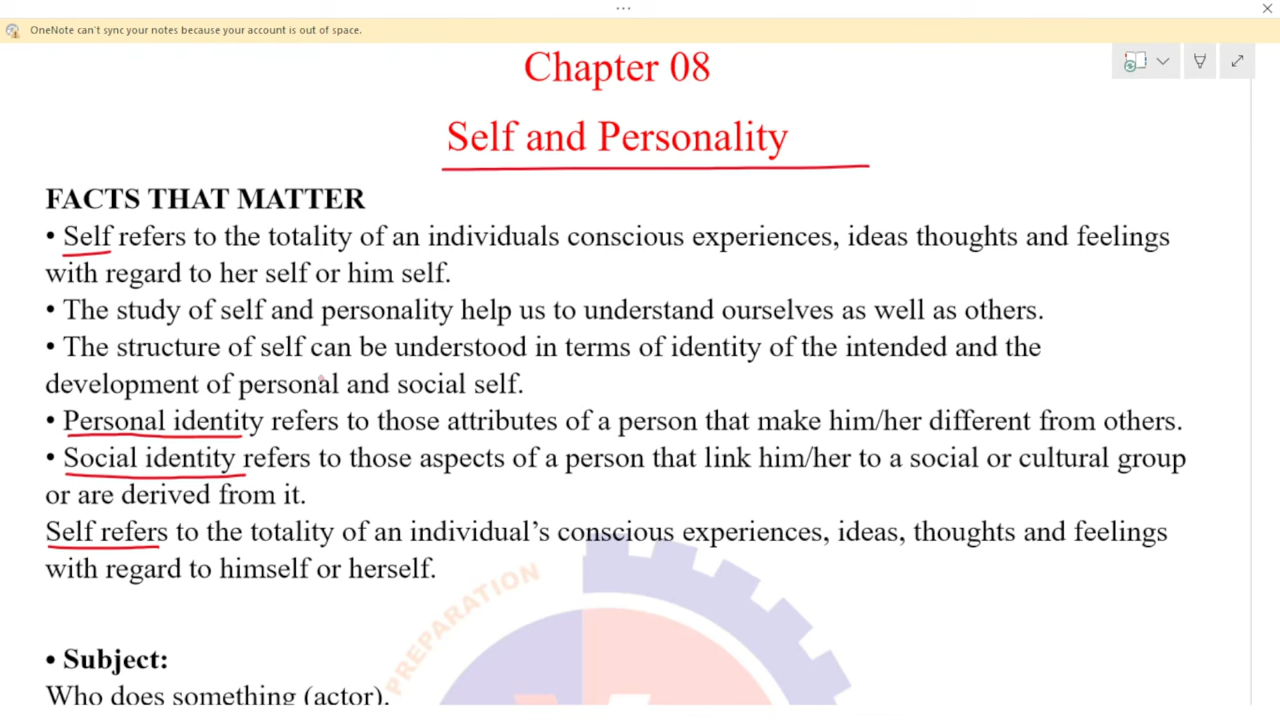 ...
OneNote can't sync your notes because your account is out of space.
Chapter 08
Self and Personality
FACTS THAT MATTER
• Self refers to the totality of an individuals conscious experiences, ideas thoughts and feelings
with regard to her self or him self.
• The study of self and personality help us to understand ourselves as well as others.
• The structure of self can be understood in terms of identity of the intended and the
development of personal and social self.
• Personal identity refers to those attributes of a person that make him/her different from others.
• Social identity refers to those aspects of a person that link him/her to a social or cultural group
or are derived from it.
Self refers to the totality of an individual’s conscious experiences, ideas, thoughts and feelings
with regard to himself or herself.
PREPARATION
• Subject:
Who does something (actor).